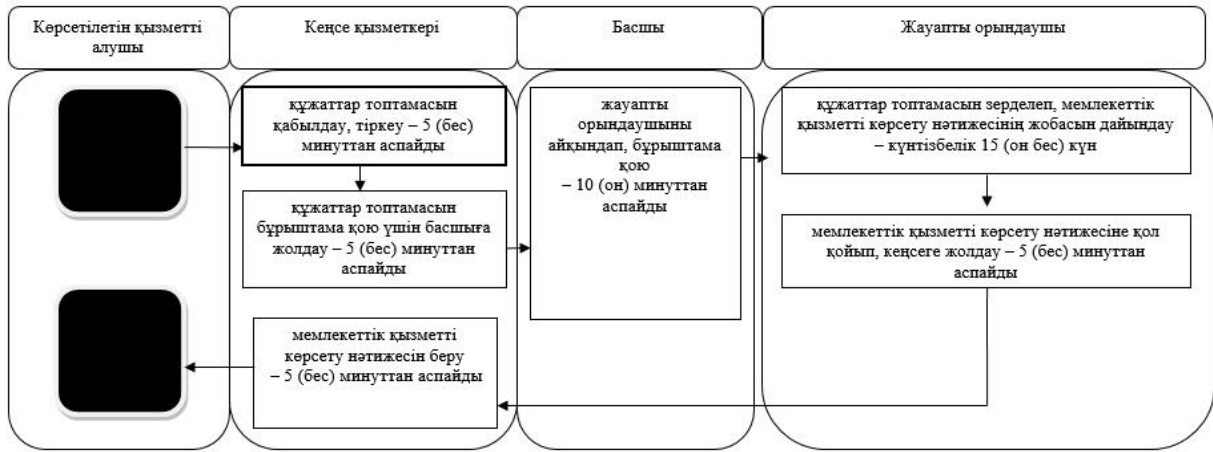 Көрсетілетін қызметті
алушы
Кеңсе қызметкері
Басшы
Жауапты орындаушы
құжаттар топтамасын
қабылдау, тіркеу – 5 (бес)
минуттан аспайды
құжаттар топтамасын
бұрыштама қою үшін басшыға
жолдау – 5 (бес) минуттан
аспайды
мемлекеттік қызметті
көрсету нәтижесін беру
– 5 (бес) минуттан аспайды
жауапты
орындаушыны
айқындап, бұрыштама
қою
– 10 (он) минуттан
аспайды
құжаттар топтамасын зерделеп, мемлекеттік
қызметті көрсету нәтижесінің жобасын дайындау
– күнтізбелік 15 (он бес) күн
мемлекеттік қызметті көрсету нәтижесіне қол
қойып, кеңсеге жолдау – 5 (бес) минуттан
аспайды